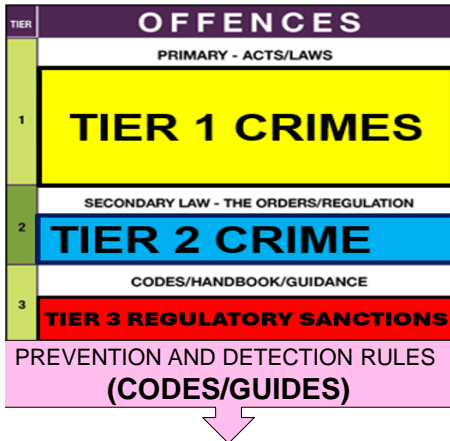 TIER OFFENCES
PRIMARY - ACTS/LAWS
1 TIER 1 CRIMES
SECONDARY LAW - THE ORDERS/REGULATION
2 TIER 2 CRIME
CODES/HANDBOOK/GUIDANCE
3 TIER 3 REGULATORY SANCTIONS
PREVENTION AND DETECTION RULES
(CODES/GUIDES)